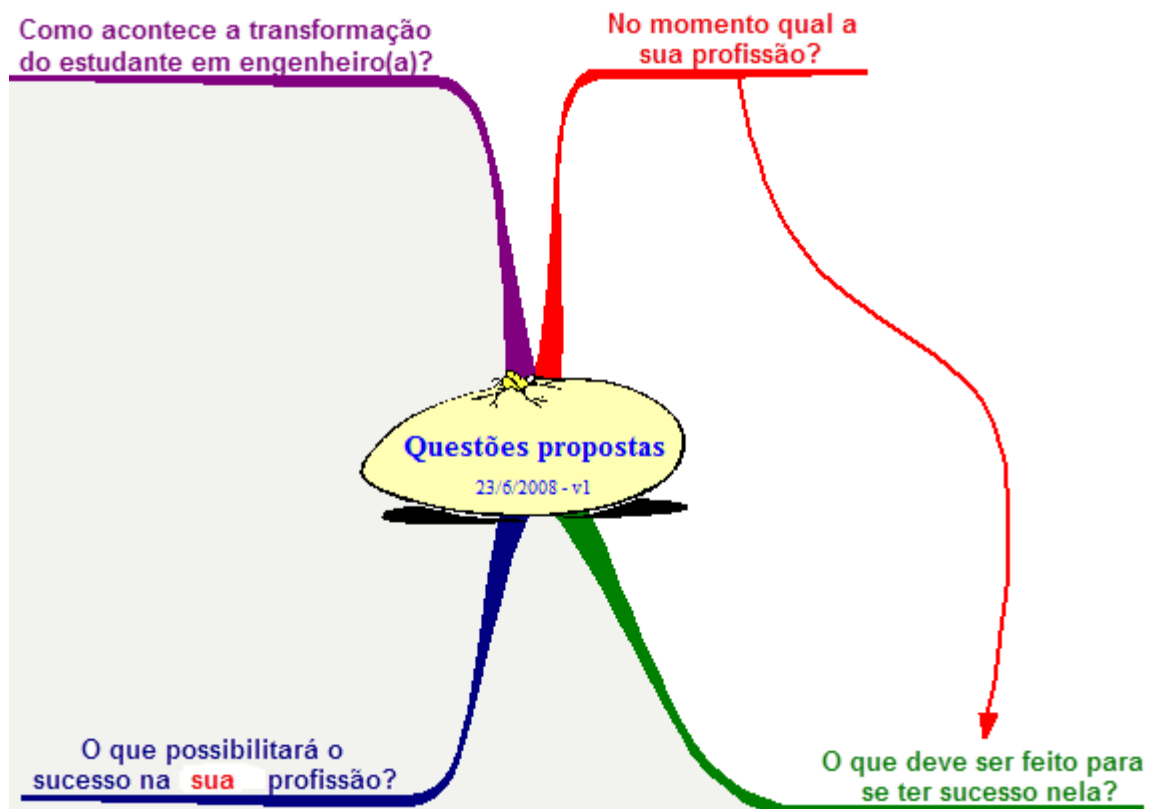 Como acontece a transformação
do estudante em engenheiro(a)?
No momento qual a
sua profissão?
Questões propostas
23/6/2008 - v1
O que possibilitará o
sucesso na sua profissão?
O que deve ser feito para
se ter sucesso nela?